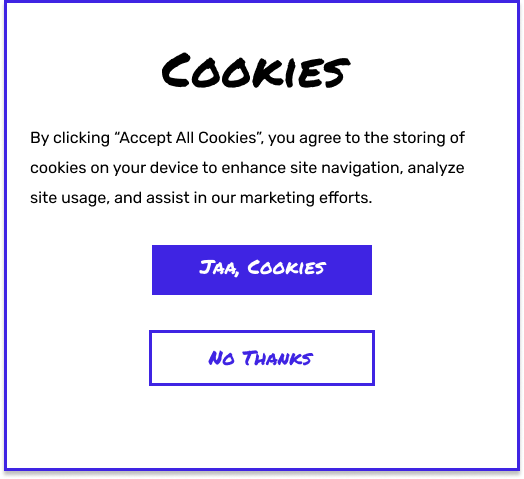 Cookies
By clicking “Accept All Cookies”, you agree to the storing of
cookies on your device to enhance site navigation, analyze
site usage, and assist in our marketing efforts.
Jaa, Cookies
No Thanks